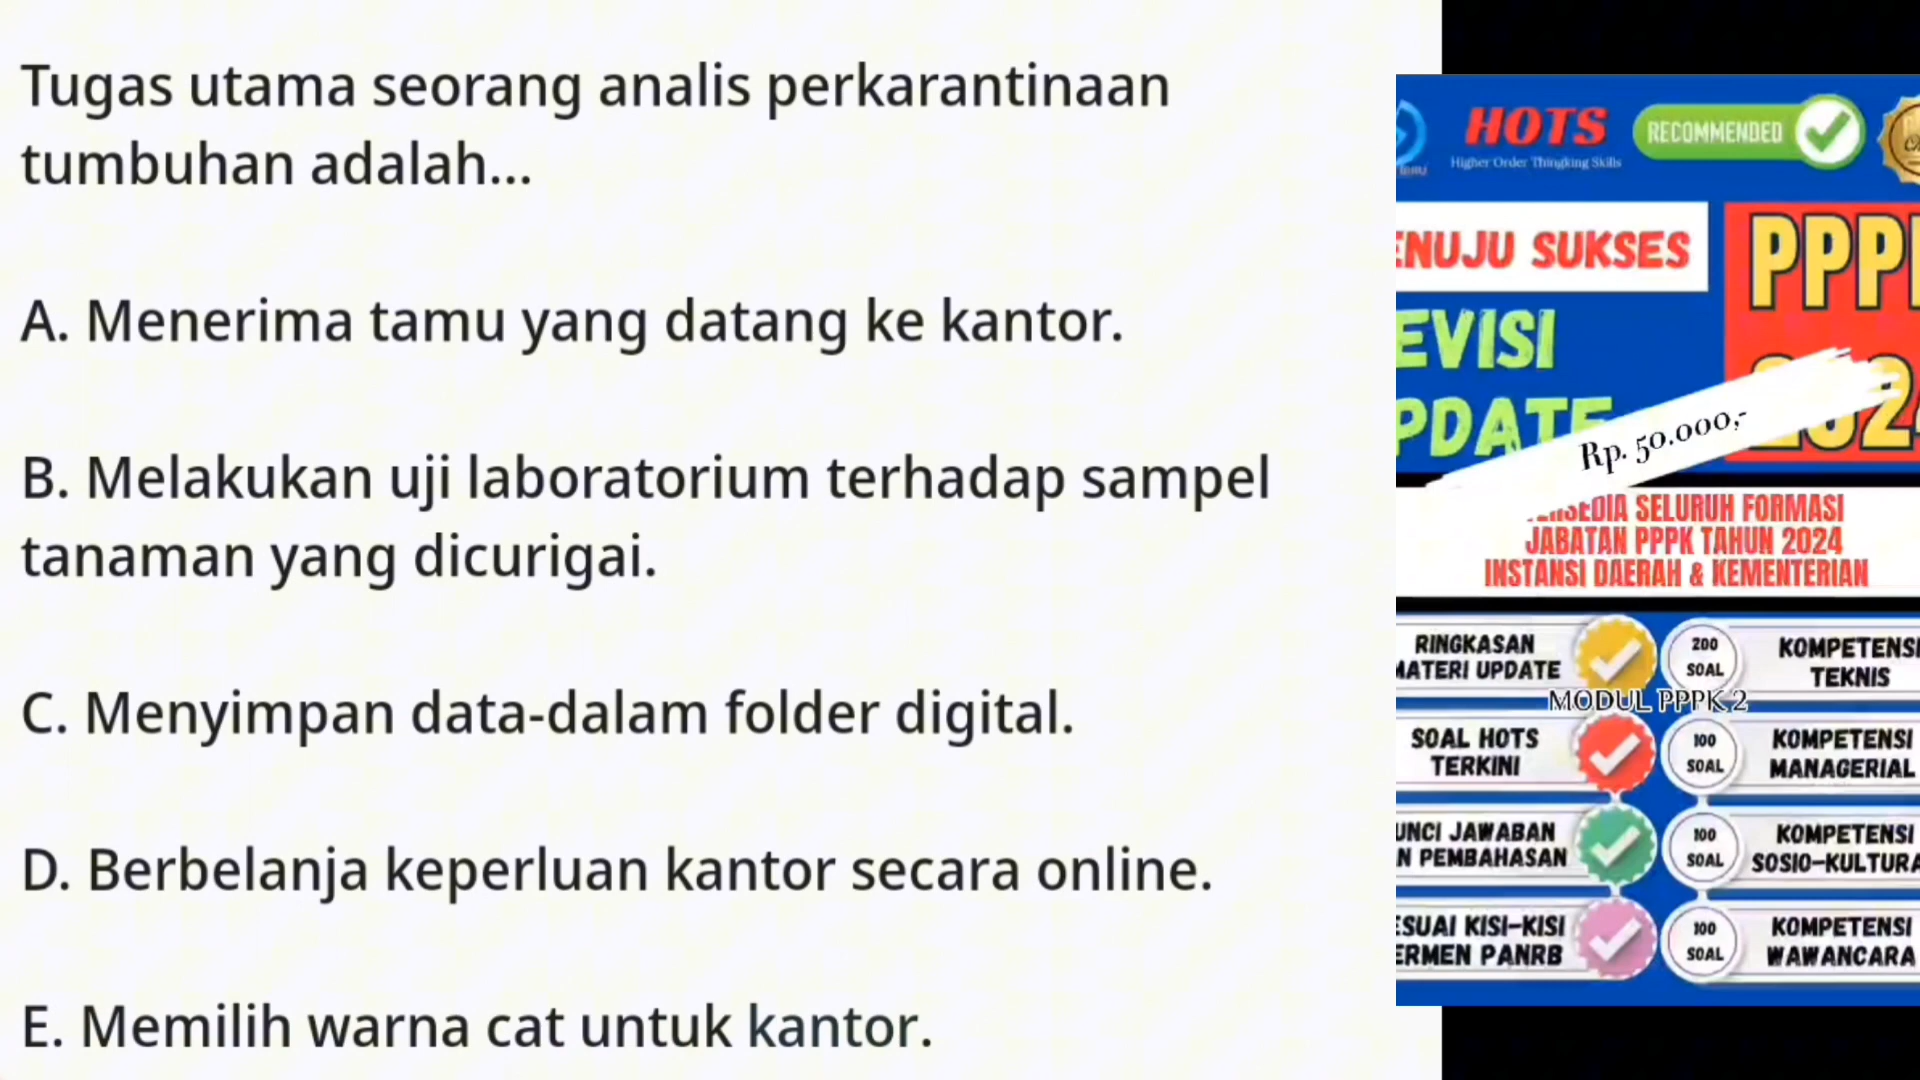 Tugas utama seorang analis perkarantinaan
tumbuhan adalah...
A. Menerima tamu yang datang ke kantor.
B. Melakukan uji laboratorium terhadap sampel
tanaman yang dicurigai.
C. Menyimpan data-dalam folder digital.
D. Berbelanja keperluan kantor secara online.
E. Memilih warna cat untuk kantor.
HOTS
Higher Order Thingking Skills
RECOMMENDED
ENUJU SUKSES
PPP
EVISI
PDATE
Rp. 50.000,-
SELURUH FORMASI
JABATAN PPPK TAHUN 2024
INSTANSI DAERAH & KEMENTERIAN
RINGKASAN
MATERI UPDATE
200
SOAL
KOMPETENSI
TEKNIS
MODUL PPPK 2
SOAL HOTS
TERKINI
100
SOAL
KOMPETENSI
MANAGERIAL
UNCI JAWABAN
N PEMBAHASAN
100
SOAL
KOMPETENSI
SOSIO-KULTURA
ESUAI KISI-KISI
ERMEN PANRB
100
SOAL
KOMPETENSI
WAWANCARA